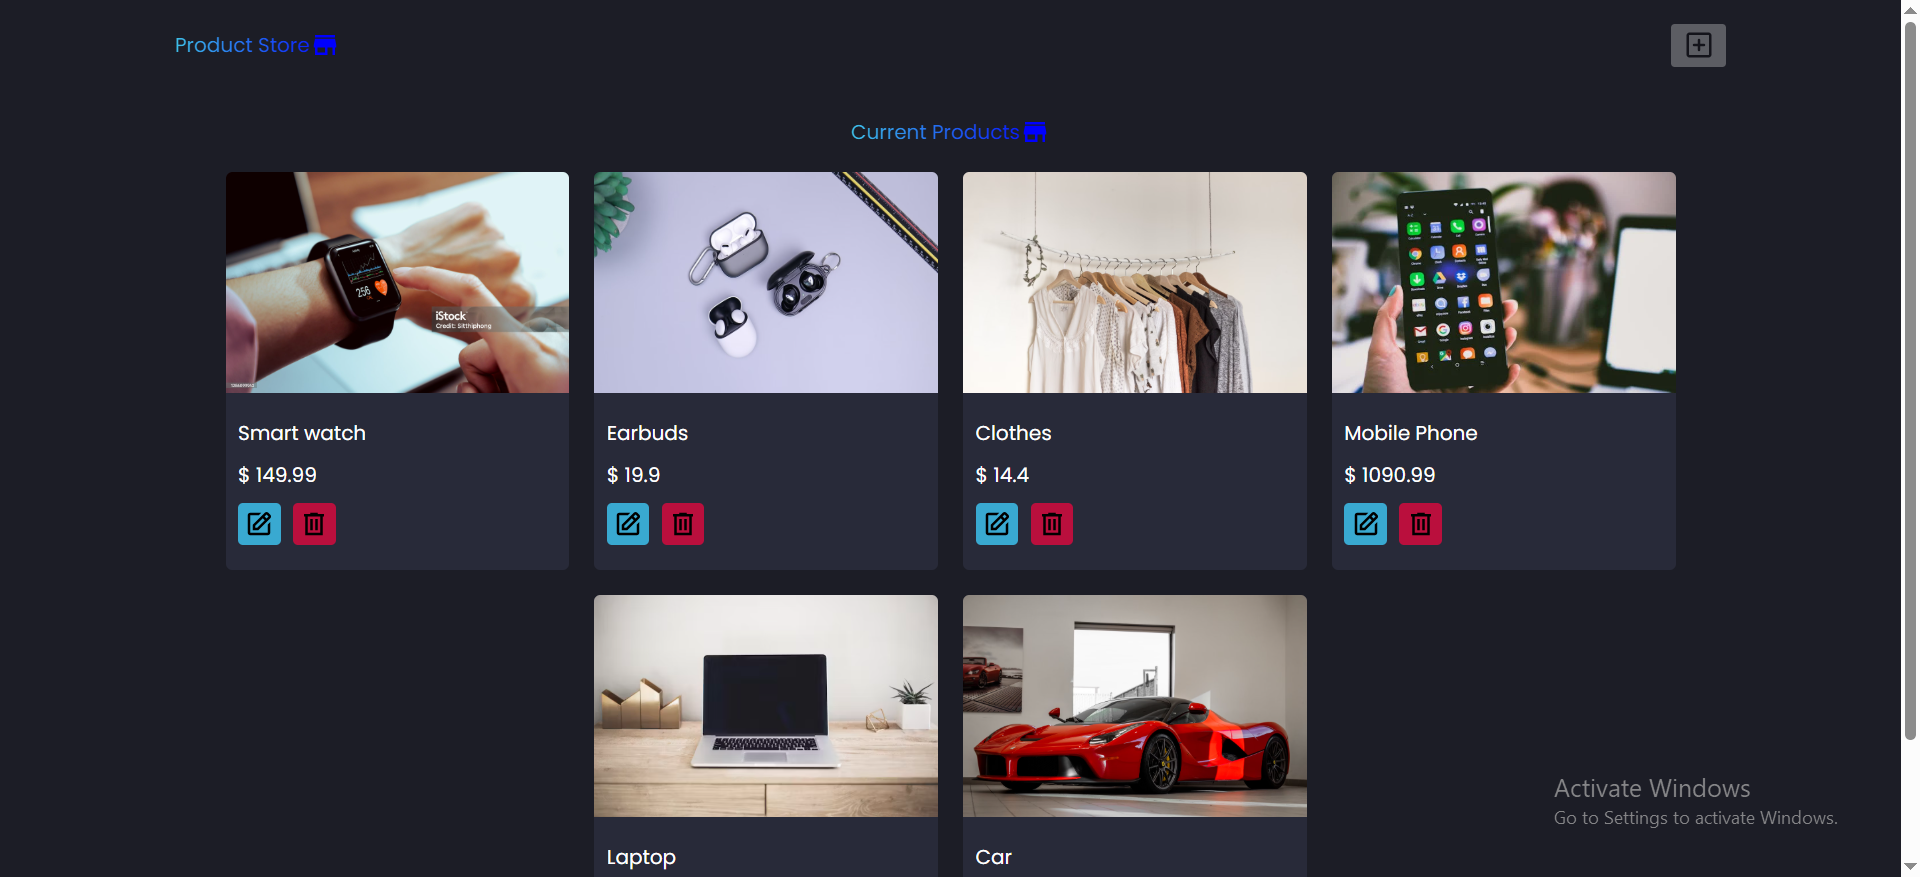 Product Store
Current Products
iStock
Credit: Sitthiphong
256
Smart watch
$ 149.99
Earbuds
$ 19.9
Clothes
$ 14.4
Mobile Phone
$ 1090.99
Laptop
Car
Activate Windows
Go to Settings to activate Windows.